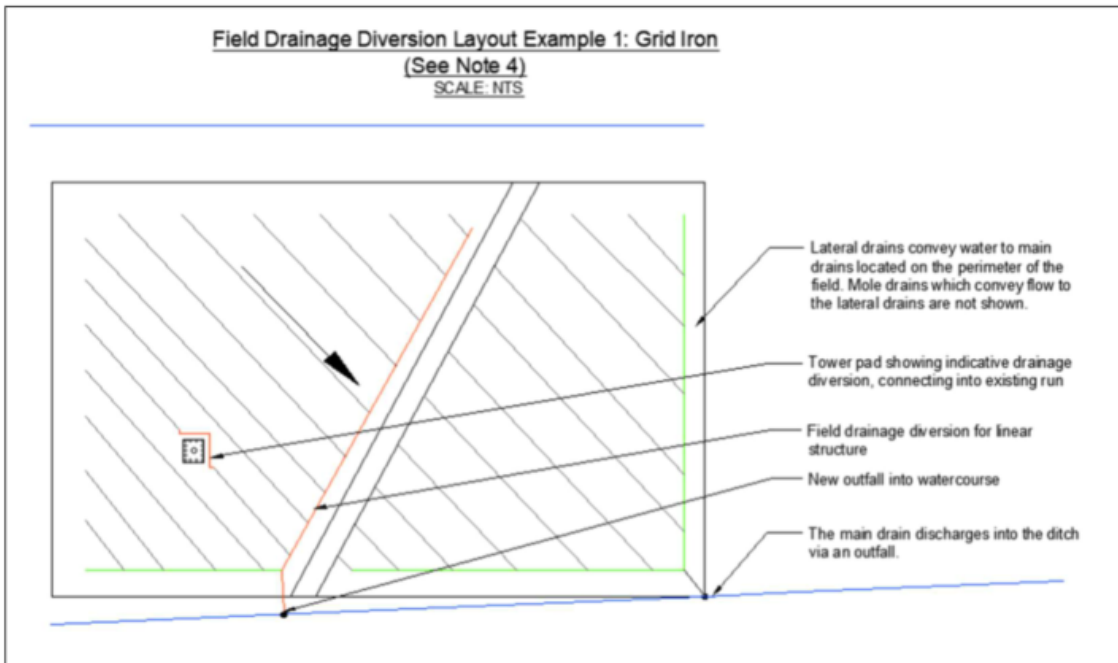 Field Drainage Diversion Layout Example 1: Grid Iron
(See Note 4)
SCALE: NTS
Lateral drains convey water to main
drains located on the perimeter of the
field. Mole drains which convey flow to
the lateral drains are not shown.
Tower pad showing indicative drainage
diversion, connecting into existing run
Field drainage diversion for linear
structure
New outfall into watercourse
The main drain discharges into the ditch
via an outfall.